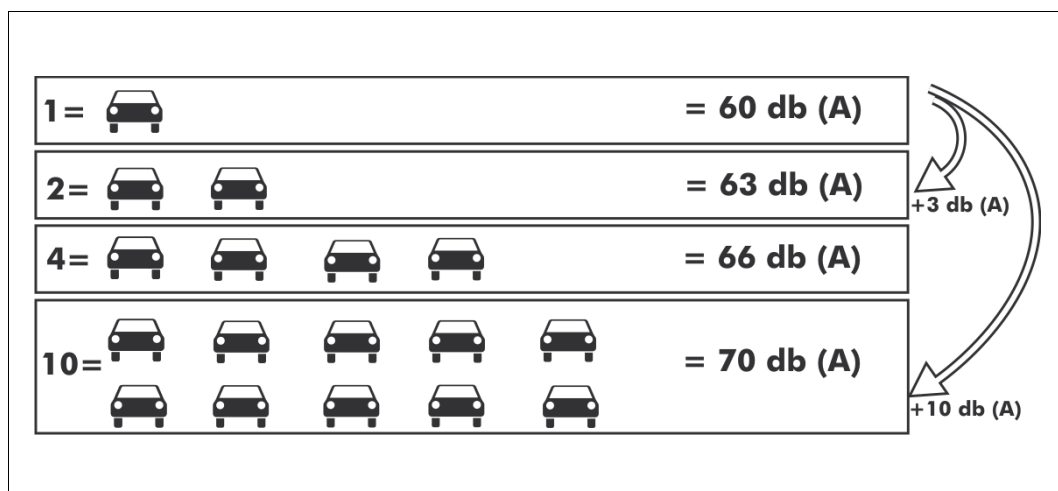 1= = 60 db (A)
2= = 63 db (A)
+3 db (A)
4= = 66 db (A)
10= = 70 db (A)
+10 db (A)